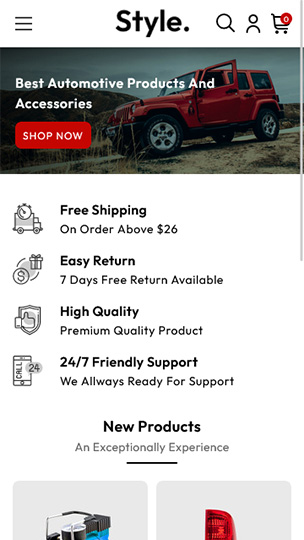 Style.
0
Best Automotive Products And
Accessories
SHOP NOW
Free Shipping
On Order Above $26
Easy Return
7 Days Free Return Available
High Quality
Premium Quality Product
CALL
24
24/7 Friendly Support
We Allways Ready For Support
New Products
An Exceptionally Experience